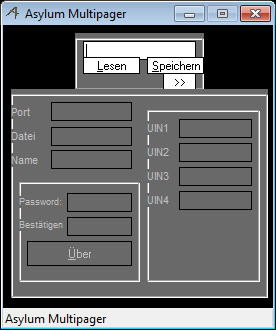 Asylum Multipager
Lesen Speichern
>>
Port
Datei
Name
UIN1
UIN2
UIN3
UIN4
Password:
Bestätigen
Über
Asylum Multipager